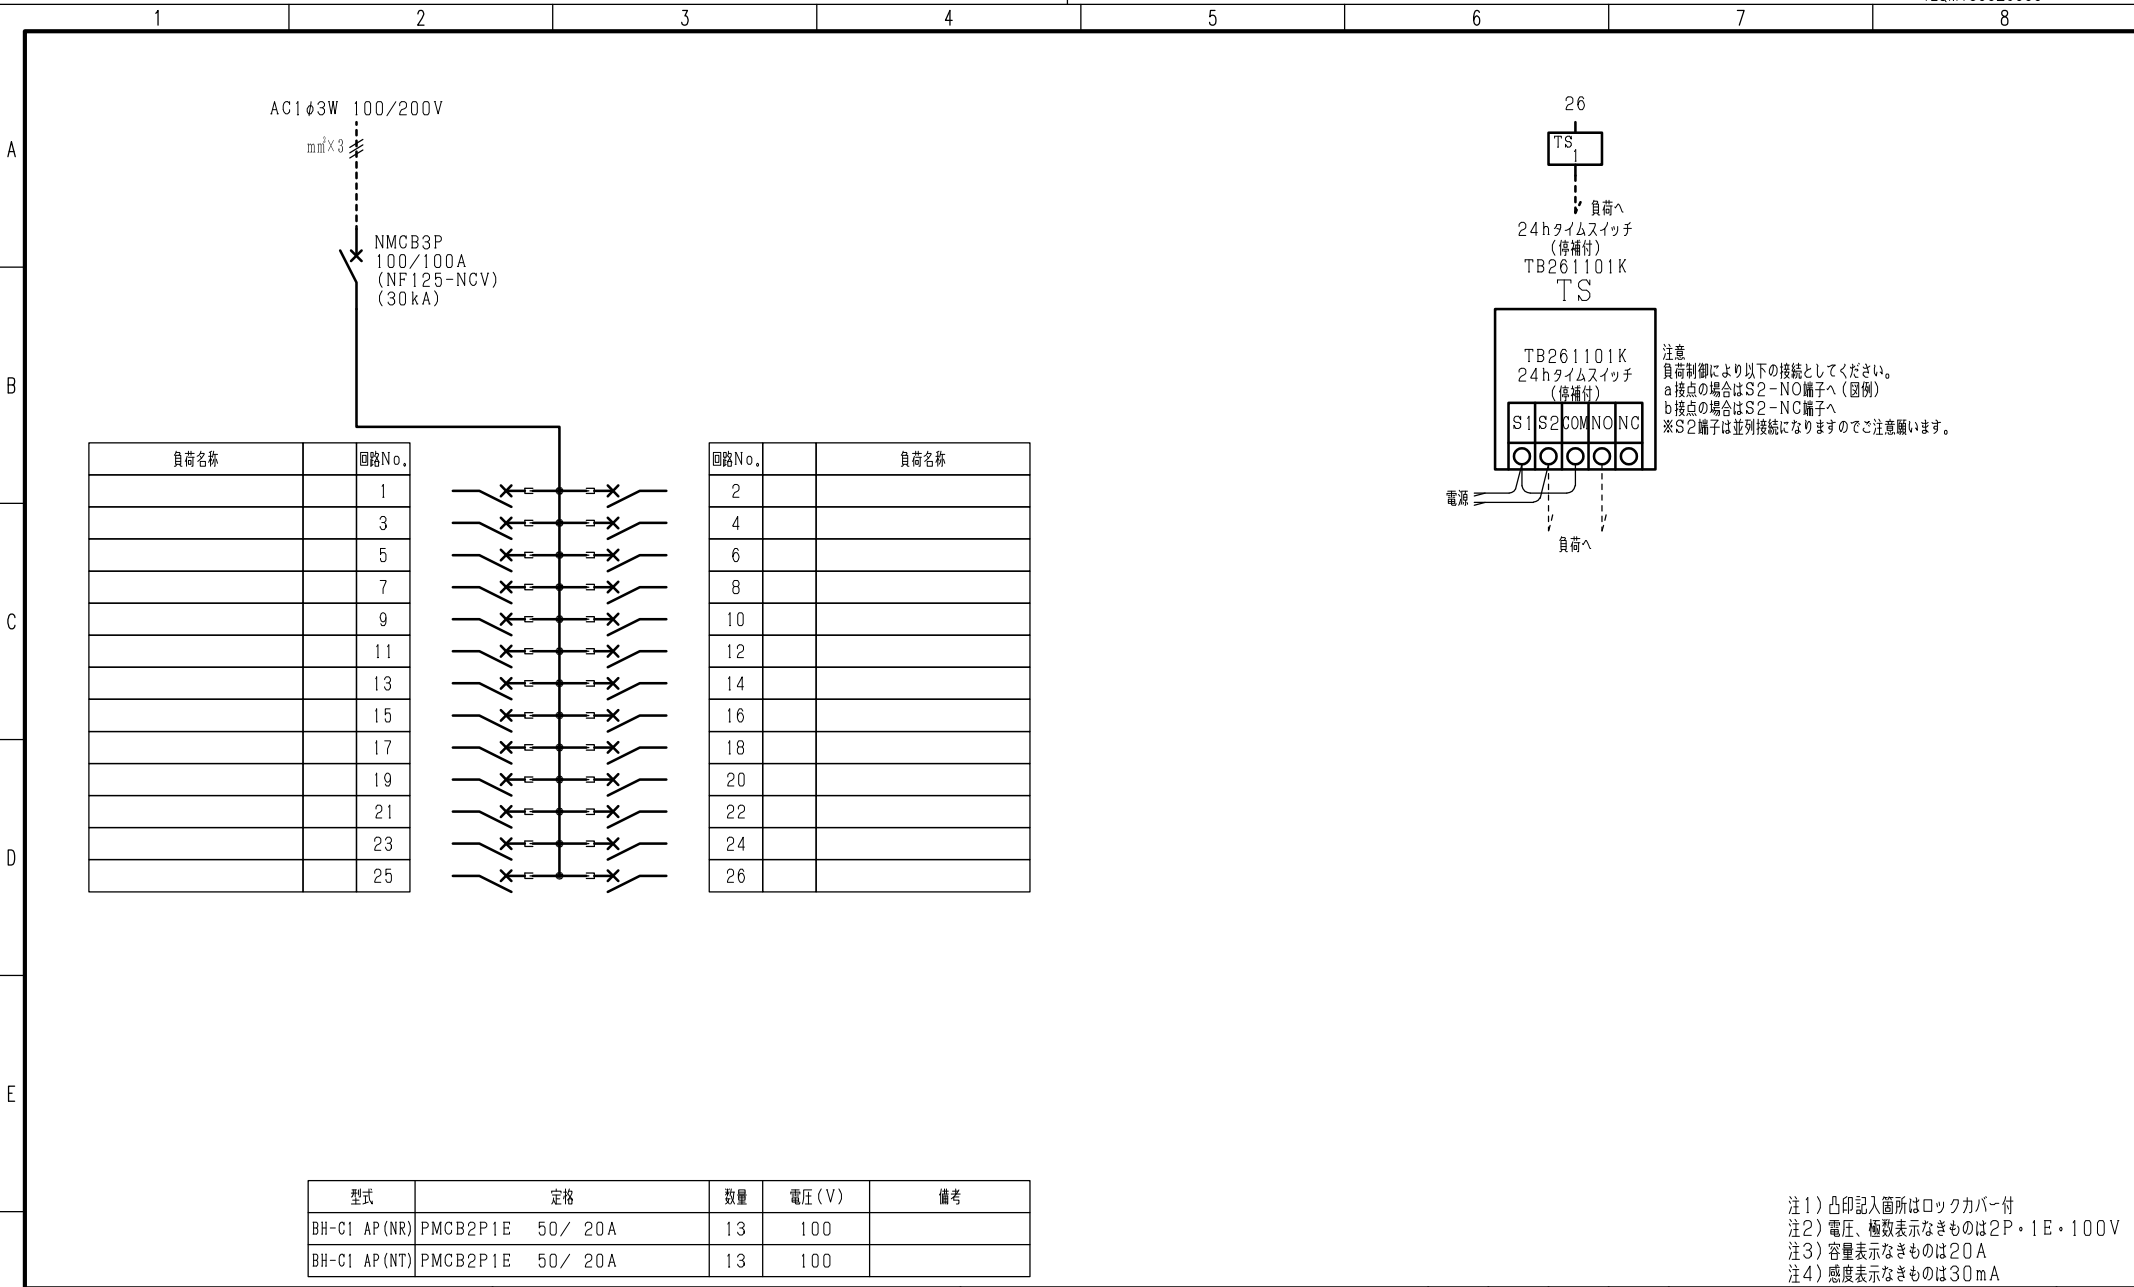 1 2 3 4 5 6 7 8
A
B
C
D
E
AC1φ3W 100/200V
mm²×3
NMCB3P
100/100A
(NF125-NCV)
(30kA)
負荷名称 回路No.
1
3
5
7
9
11
13
15
17
19
21
23
25
回路No. 負荷名称
2
4
6
8
10
12
14
16
18
20
22
24
26
26
TS
1
負荷へ
24hタイムスイッチ
(停補付)
TB261101K
TS
TB261101K
24hタイムスイッチ
(停補付)
S1 S2 COM NO NC
電源
負荷へ
注意
負荷制御により以下の接続としてください。
a接点の場合はS2-NO端子へ(図例)
b接点の場合はS2-NC端子へ
※S2端子は並列接続になりますのでご注意願います。
型式 定格 数量 電圧(V) 備考
BH-C1 AP(NR) PMCB2P1E 50/ 20A 13 100
BH-C1 AP(NT) PMCB2P1E 50/ 20A 13 100
注1)凸印記入箇所はロックカバー付
注2)電圧、極数表示なきものは2P・1E・100V
注3)容量表示なきものは20A
注4)感度表示なきものは30mA